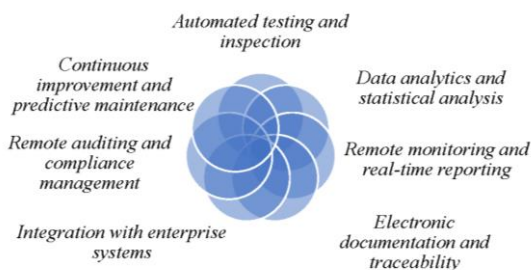 Automated testing and
inspection
Data analytics and
statistical analysis
Remote monitoring and
real-time reporting
Electronic
documentation and
traceability
Integration with enterprise
systems
Remote auditing and
compliance
management
Continuous
improvement and
predictive maintenance